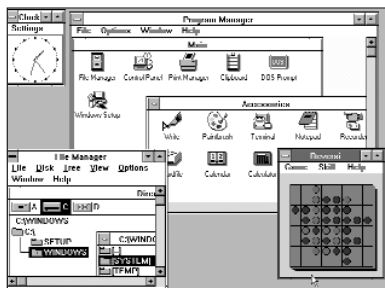 Clock
Settings
Program Manager
File Options Window Help
Main
File Manager Control Panel Print Manager Clipboard DOS Prompt
Windows Setup
Accessories
Write Paintbrush Terminal Notepad Recorder
Cardfile Calendar Calculator
File Manager
File Disk Tree View Options
Window Help
Direc
A C D
C:\WINDOWS
C:\
SETUP
WINDOWS
C:\WINDO
[..]
[SYSTEM]
[TEMP]
Reversi
Game Skill Help